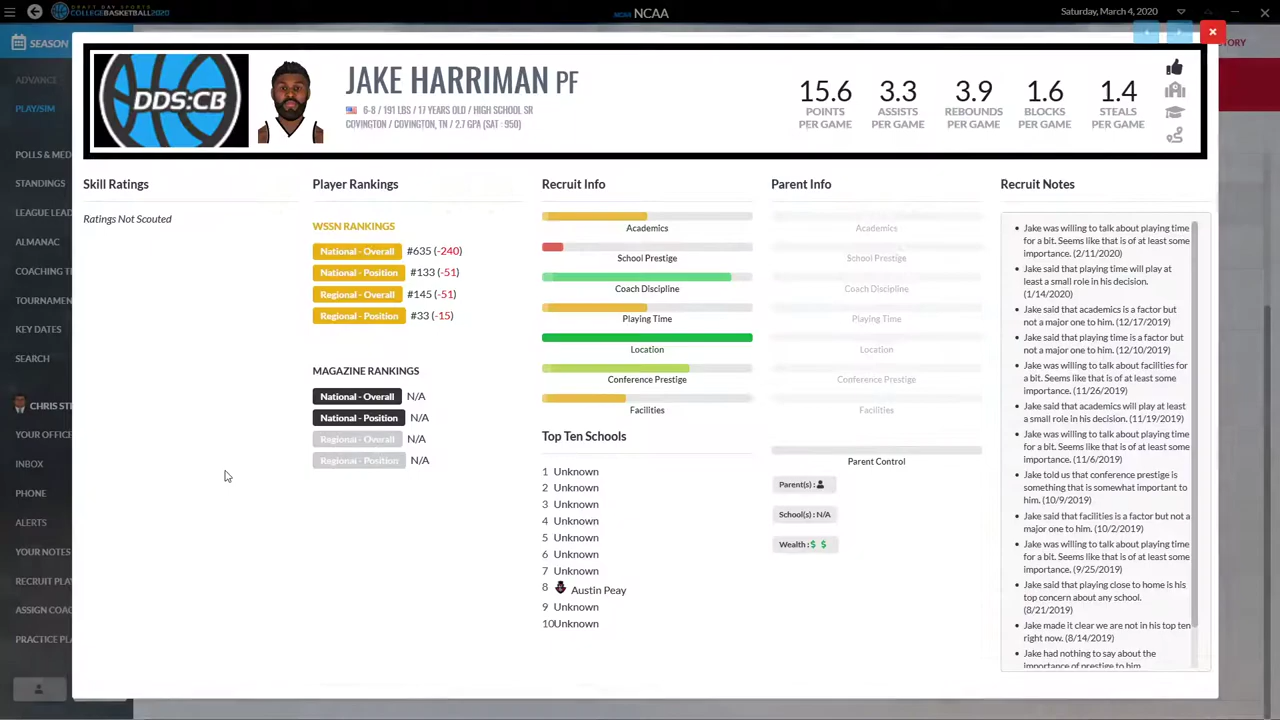 DRAFT DAY SPORTS
COLLEGEBASKETBALL2020
NCAA NCAA
Saturday, March 4, 2020
SEASON
ADVANCE
PLAY/SIM
POLLS & MED
STANDINGS
LEAGUE LEAD
ALMANAC
COACHING T
TOURNAMEN
KEY DATES
SEARCH
CHRIS STE
YOUR OFFICE
INBOX
PHONE
ALERTS
YOUR NOTES
RECRUIT PLA
ASSIGN COAC
PRACTICE PL
DDS:CB
JAKE HARRIMAN PF
6-8 / 191 LBS / 17 YEARS OLD / HIGH SCHOOL SR
COVINGTON / COVINGTON, TN / 2.7 GPA (SAT : 950)
15.6
POINTS
PER GAME
3.3
ASSISTS
PER GAME
3.9
REBOUNDS
PER GAME
1.6
BLOCKS
PER GAME
1.4
STEALS
PER GAME
Skill Ratings
Ratings Not Scouted
Player Rankings
WSSN RANKINGS
National - Overall #635 (-240)
National - Position #133 (-51)
Regional - Overall #145 (-51)
Regional - Position #33 (-15)
MAGAZINE RANKINGS
National - Overall N/A
National - Position N/A
Regional - Overall N/A
Regional - Position N/A
Recruit Info
Academics
School Prestige
Coach Discipline
Playing Time
Location
Conference Prestige
Facilities
Top Ten Schools
1 Unknown
2 Unknown
3 Unknown
4 Unknown
5 Unknown
6 Unknown
7 Unknown
8 Austin Peay
9 Unknown
10Unknown
Parent Info
Academics
School Prestige
Coach Discipline
Playing Time
Location
Conference Prestige
Facilities
Parent Control
Parent(s) :
School(s) : N/A
Wealth : $ $
Recruit Notes
Jake was willing to talk about playing time
for a bit. Seems like that is of at least some
importance. (2/11/2020)
Jake said that playing time will play at
least a small role in his decision.
(1/14/2020)
Jake said that academics is a factor but
not a major one to him. (12/17/2019)
Jake said that playing time is a factor but
not a major one to him. (12/10/2019)
Jake was willing to talk about facilities for
a bit. Seems like that is of at least some
importance. (11/26/2019)
Jake said that academics will play at least
a small role in his decision. (11/19/2019)
Jake was willing to talk about playing time
for a bit. Seems like that is of at least some
importance. (11/6/2019)
Jake told us that conference prestige is
something that is somewhat important to
him. (10/9/2019)
Jake said that facilities is a factor but not a
major one to him. (10/2/2019)
Jake was willing to talk about playing time
for a bit. Seems like that is of at least some
importance. (9/25/2019)
Jake said that playing close to home is his
top concern about any school.
(8/21/2019)
Jake made it clear we are not in his top ten
right now. (8/14/2019)
Jake had nothing to say about the
importance of prestige to him.
ORY